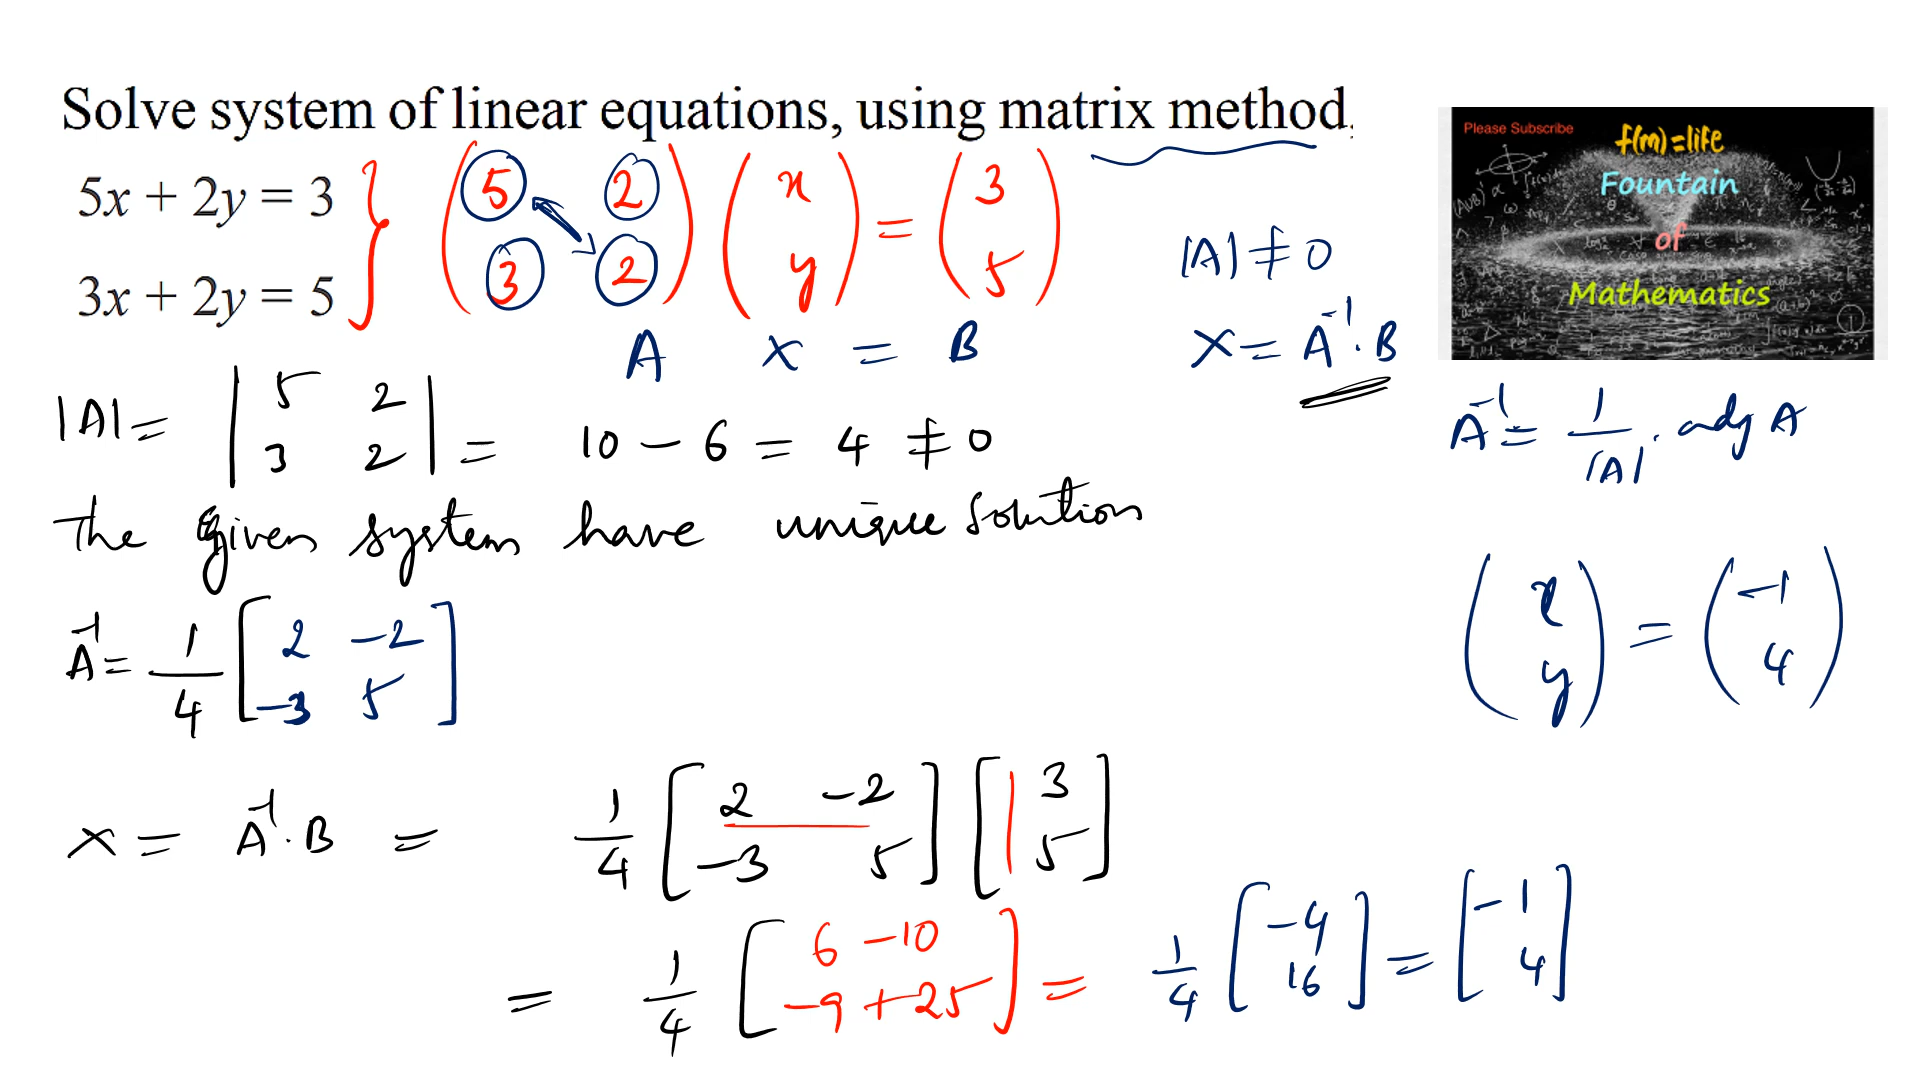 Solve system of linear equations, using matrix method,
5x + 2y = 3
3x + 2y = 5
( 5 2 ) ( x ) = ( 3 )
( 3 2 ) ( y ) ( 5 )
A X = B
|A| ≠ 0
X = A⁻¹ . B
Please Subscribe
f(m)=life
Fountain
of
Mathematics
|A| = | 5 2 | = 10 − 6 = 4 ≠ 0
| 3 2 |
A⁻¹ = 1/|A| . adj A
The given system have unique solution
A⁻¹ = 1/4 [ 2 −2 ]
[ −3 5 ]
( x ) = ( −1 )
( y ) ( 4 )
X = A⁻¹ . B = 1/4 [ 2 −2 ] [ 3 ]
[ −3 5 ] [ 5 ]
= 1/4 [ 6 −10 ] = 1/4 [ −4 ] = [ −1 ]
[ −9 + 25 ] [ 16 ] [ 4 ]